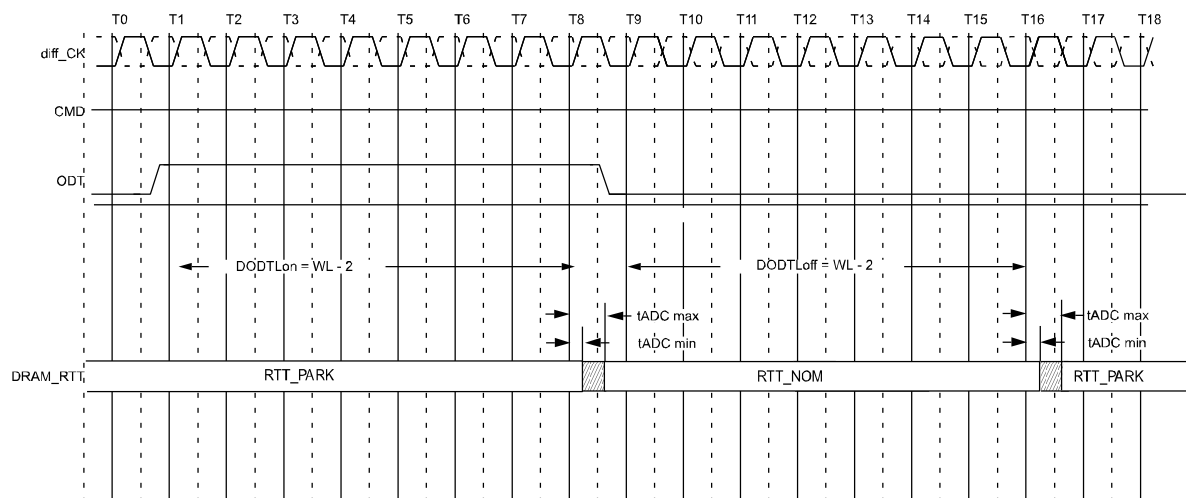 T0 T1 T2 T3 T4 T5 T6 T7 T8 T9 T10 T11 T12 T13 T14 T15 T16 T17 T18
diff_CK
CMD
ODT
DODTLon = WL - 2 DODTLoff = WL - 2
tADC max tADC max
tADC min tADC min
DRAM_RTT RTT_PARK RTT_NOM RTT_PARK